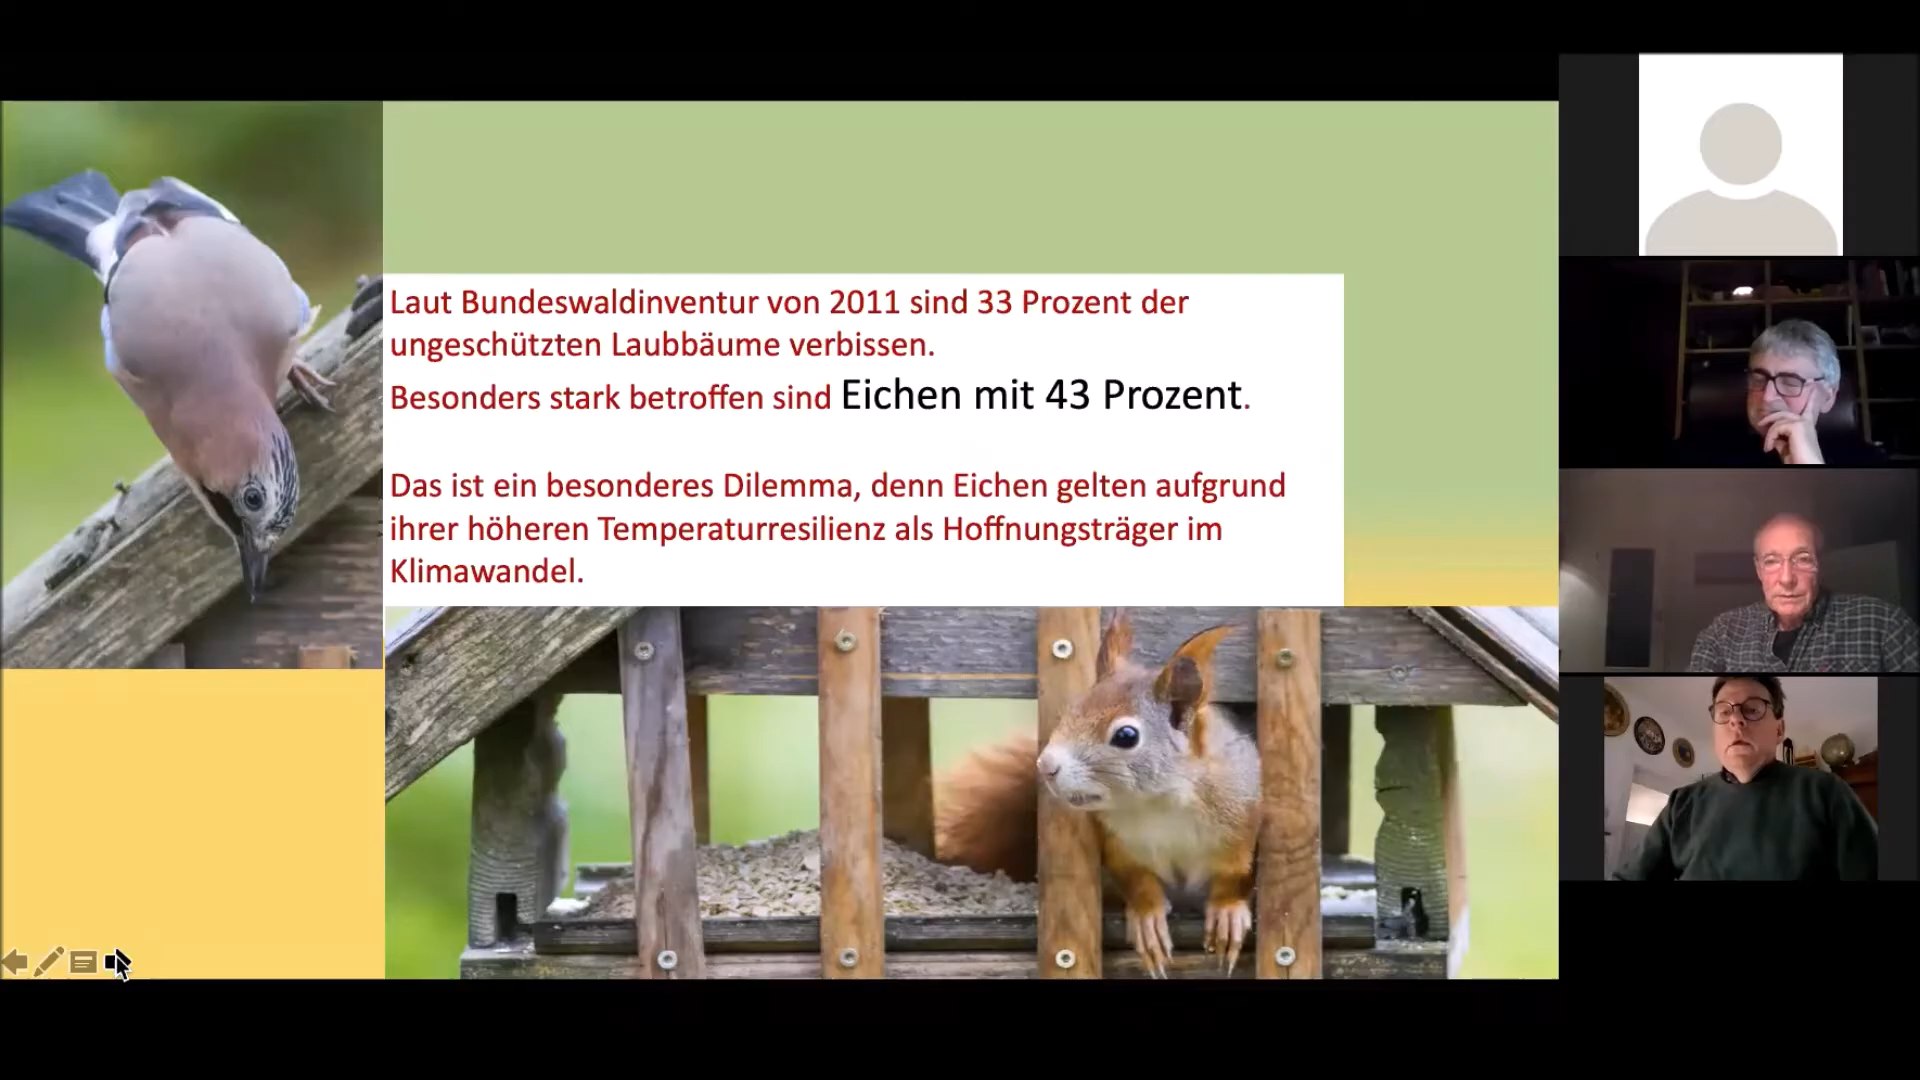 Laut Bundeswaldinventur von 2011 sind 33 Prozent der
ungeschützten Laubbäume verbissen.
Besonders stark betroffen sind Eichen mit 43 Prozent.
Das ist ein besonderes Dilemma, denn Eichen gelten aufgrund
ihrer höheren Temperaturresilienz als Hoffnungsträger im
Klimawandel.